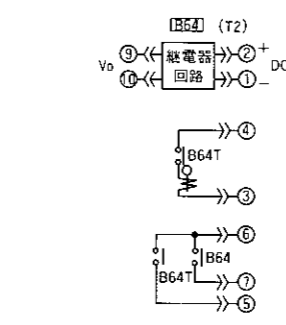 B64 (T2)
⑨ 継電器 ② +
Vo DC
⑩ 回路 ① −
④
B64T
③
⑥
B64
B64T ⑦
⑤